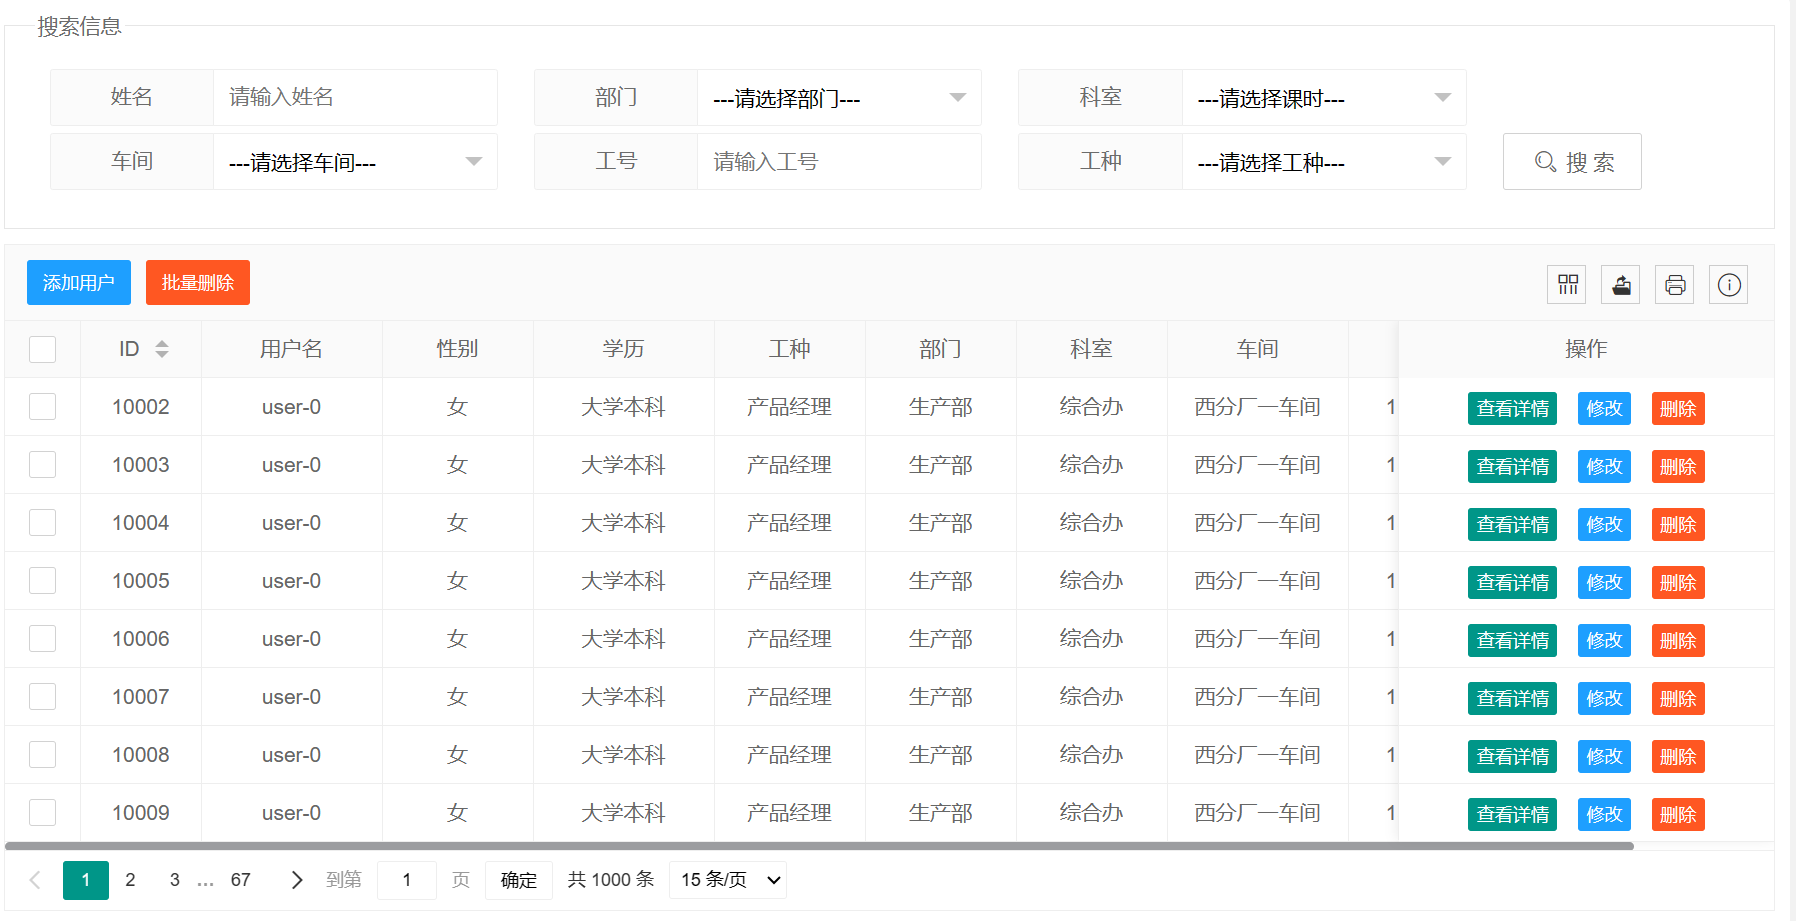 搜索信息
姓名 请输入姓名 部门 ---请选择部门--- 科室 ---请选择课时---
车间 ---请选择车间--- 工号 请输入工号 工种 ---请选择工种--- 搜 索
添加用户 批量删除
ID 用户名 性别 学历 工种 部门 科室 车间 操作
10002 user-0 女 大学本科 产品经理 生产部 综合办 西分厂一车间 1 查看详情 修改 删除
10003 user-0 女 大学本科 产品经理 生产部 综合办 西分厂一车间 1 查看详情 修改 删除
10004 user-0 女 大学本科 产品经理 生产部 综合办 西分厂一车间 1 查看详情 修改 删除
10005 user-0 女 大学本科 产品经理 生产部 综合办 西分厂一车间 1 查看详情 修改 删除
10006 user-0 女 大学本科 产品经理 生产部 综合办 西分厂一车间 1 查看详情 修改 删除
10007 user-0 女 大学本科 产品经理 生产部 综合办 西分厂一车间 1 查看详情 修改 删除
10008 user-0 女 大学本科 产品经理 生产部 综合办 西分厂一车间 1 查看详情 修改 删除
10009 user-0 女 大学本科 产品经理 生产部 综合办 西分厂一车间 1 查看详情 修改 删除
1 2 3 … 67 到第 1 页 确定 共 1000 条 15 条/页